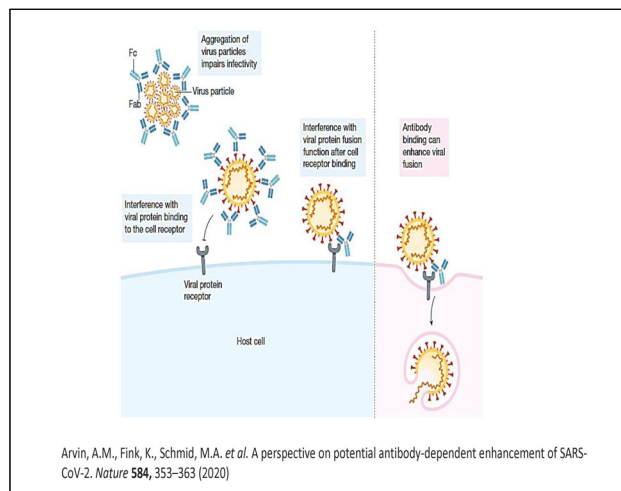 Fc
Aggregation of
virus particles
impairs infectivity
Virus particle
Fab
Interference with
viral protein fusion
function after cell
receptor binding
Antibody
binding can
enhance viral
fusion
Interference with
viral protein binding
to the cell receptor
Viral protein
receptor
Host cell
Arvin, A.M., Fink, K., Schmid, M.A. et al. A perspective on potential antibody-dependent enhancement of SARS-
CoV-2. Nature 584, 353–363 (2020)